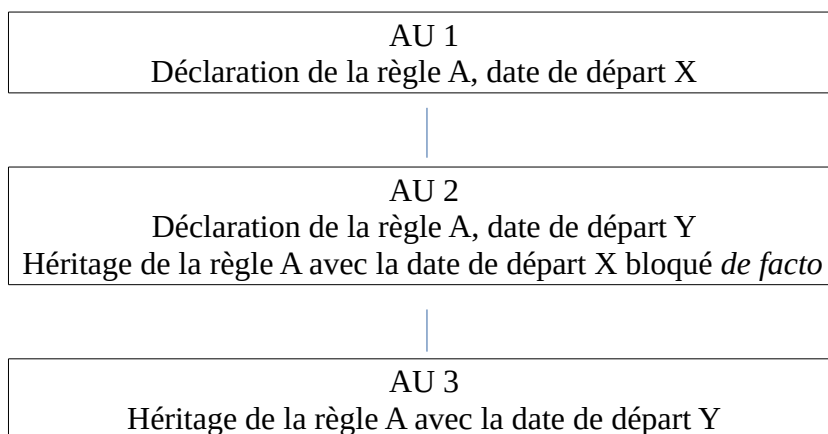 AU 1
Déclaration de la règle A, date de départ X
AU 2
Déclaration de la règle A, date de départ Y
Héritage de la règle A avec la date de départ X bloqué de facto
AU 3
Héritage de la règle A avec la date de départ Y